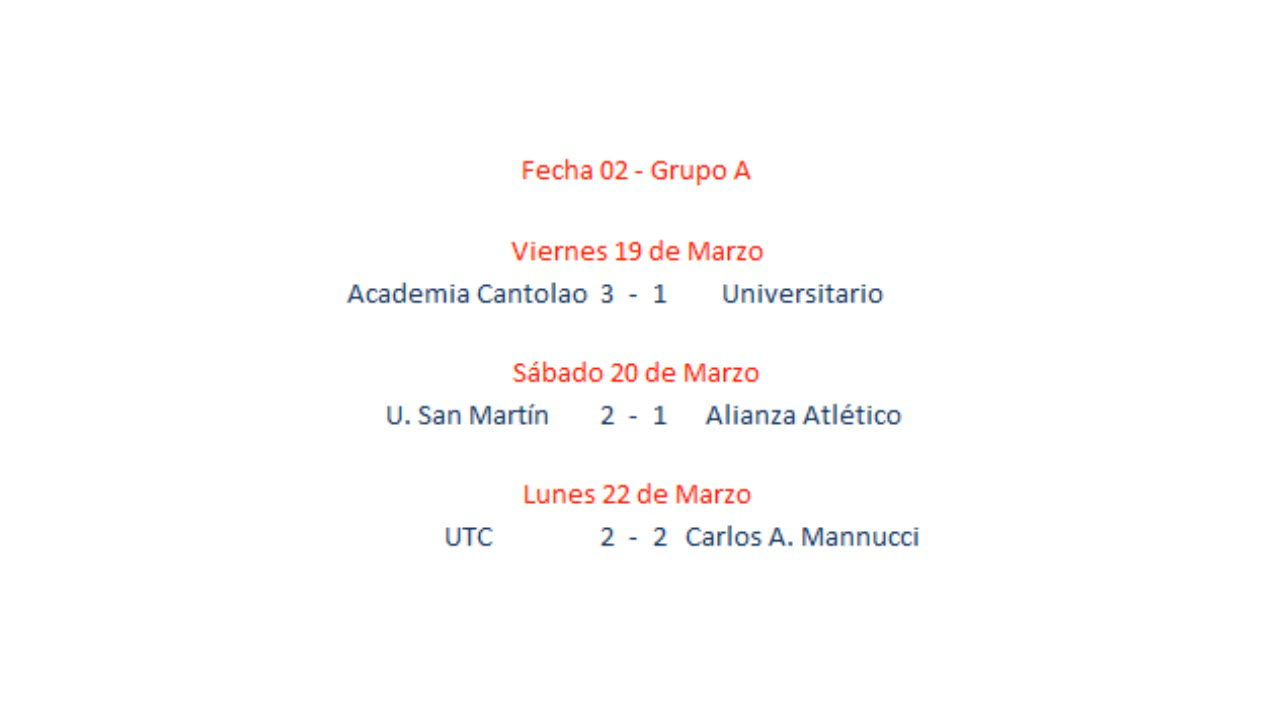 Fecha 02 - Grupo A
Viernes 19 de Marzo
Academia Cantolao 3 - 1 Universitario
Sábado 20 de Marzo
U. San Martín 2 - 1 Alianza Atlético
Lunes 22 de Marzo
UTC 2 - 2 Carlos A. Mannucci